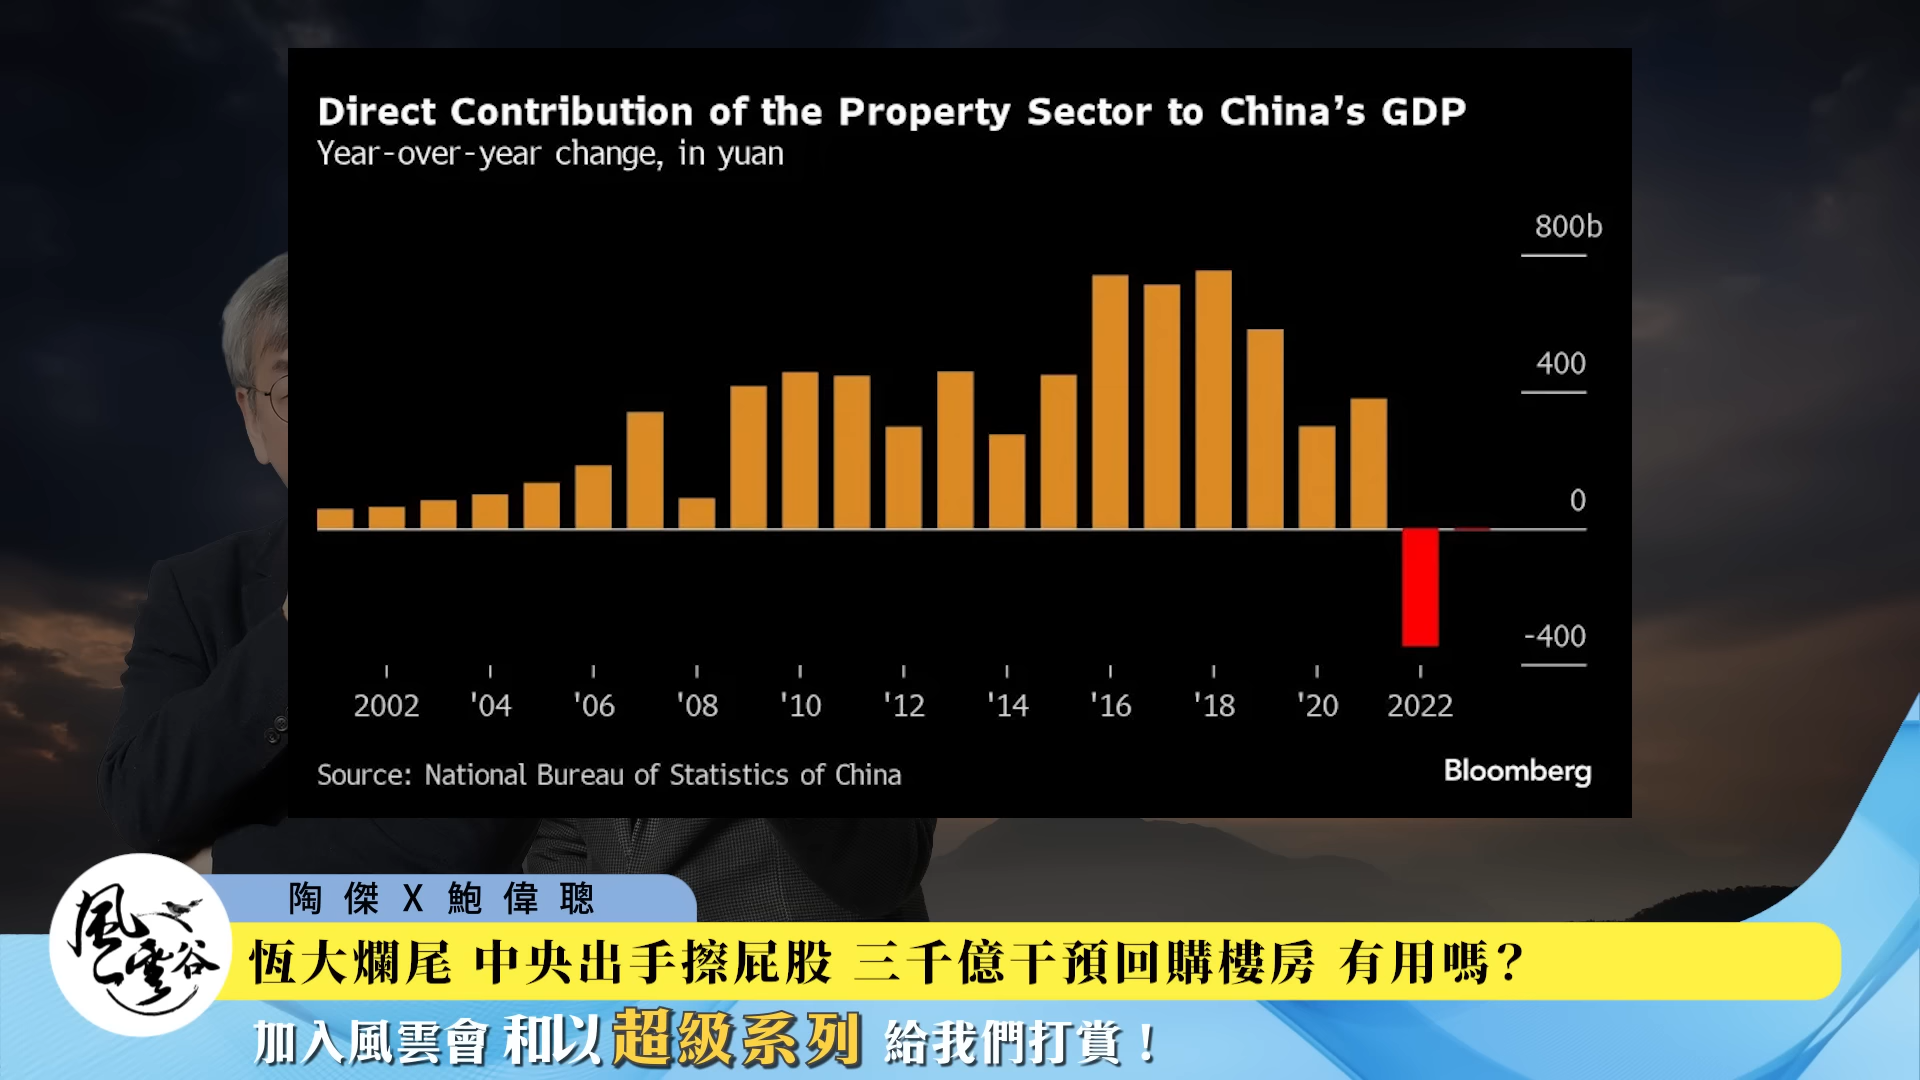 Direct Contribution of the Property Sector to China’s GDP
Year-over-year change, in yuan
800b
400
0
-400
2002 '04 '06 '08 '10 '12 '14 '16 '18 '20 2022
Source: National Bureau of Statistics of China
Bloomberg
陶傑X鮑偉聰
風雲谷
恆大爛尾 中央出手擦屁股 三千億干預回購樓房 有用嗎?
加入風雲會 和以超級系列 給我們打賞！